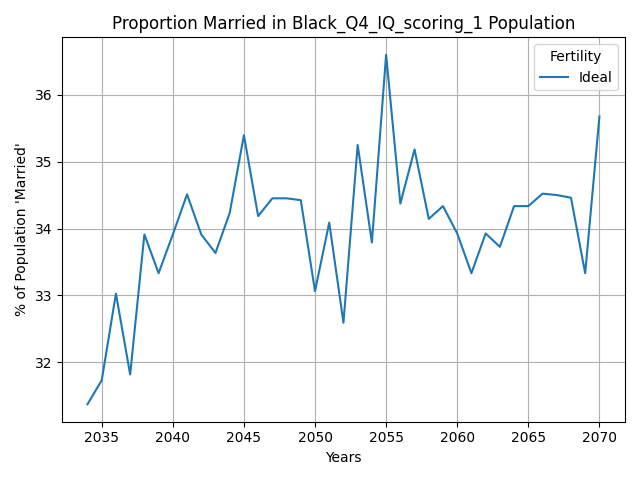 Proportion Married in Black_Q4_IQ_scoring_1 Population
Fertility
Ideal
% of Population 'Married'
36
35
34
33
32
2035 2040 2045 2050 2055 2060 2065 2070
Years